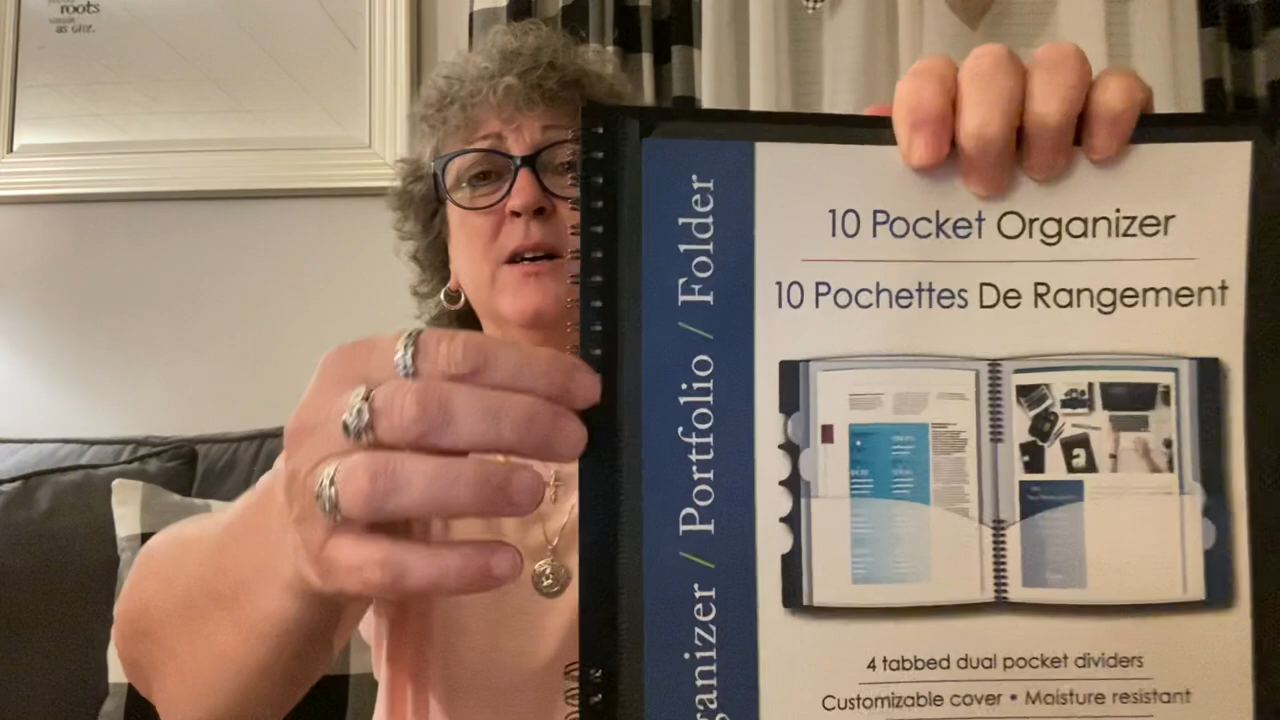 roots
as one.
10 Pocket Organizer
10 Pochettes De Rangement
ganizer / Portfolio / Folder
4 tabbed dual pocket dividers
Customizable cover • Moisture resistant